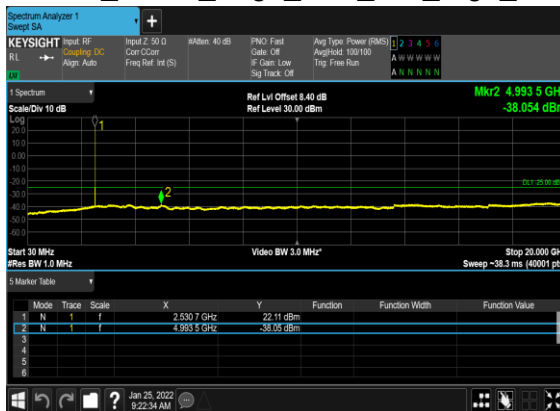 Spectrum Analyzer 1
Swept SA
KEYSIGHT
RL
Input: RF
Coupling: DC
Align: Auto
Input Z: 50 Ω
Corr CCorr
Freq Ref: Int (S)
#Atten: 40 dB
PNO: Fast
Gate: Off
IF Gain: Low
Sig Track: Off
Avg Type: Power (RMS)
Avg|Hold: 100/100
Trig: Free Run
1 2 3 4 5 6
A W W W W W
A N N N N N
1 Spectrum
Scale/Div 10 dB
Ref Lvl Offset 8.40 dB
Ref Level 30.00 dBm
Mkr2 4.993 5 GH
-38.054 dBr
Log
20.0
10.0
0.00
-10.0
-20.0
-30.0
-40.0
-50.0
-60.0
1
2
DL1 -25.00 dB
Start 30 MHz
#Res BW 1.0 MHz
Video BW 3.0 MHz*
Stop 20.000 GH
Sweep ~38.3 ms (40001 pt
5 Marker Table
Mode Trace Scale X Y Function Function Width Function Value
1 N 1 f 2.530 7 GHz 22.11 dBm
2 N 1 f 4.993 5 GHz -38.05 dBm
3
4
5
6
?
Jan 25, 2022
9:22:34 AM